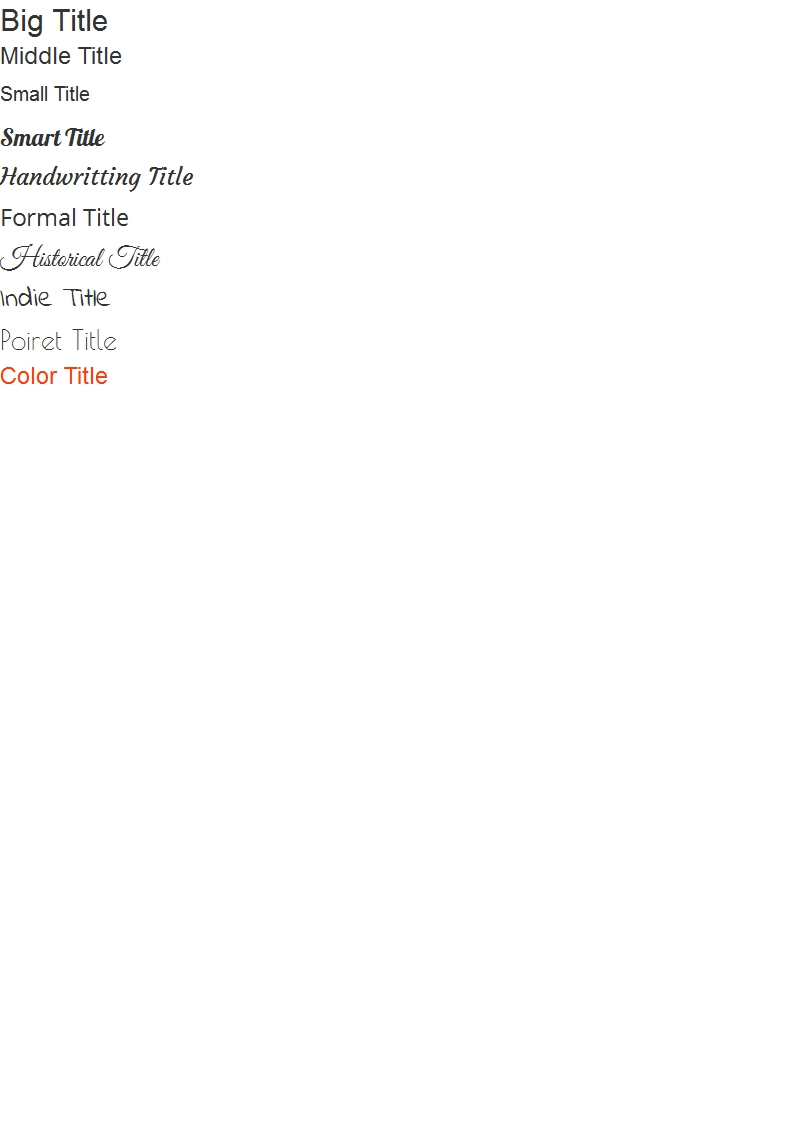 Big Title
Middle Title
Small Title
Smart Title
Handwritting Title
Formal Title
Historical Title
Indie Title
Poiret Title
Color Title